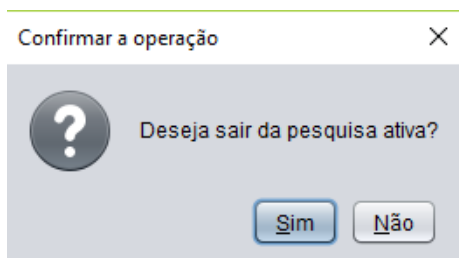 Confirmar a operação
Deseja sair da pesquisa ativa?
Sim Não